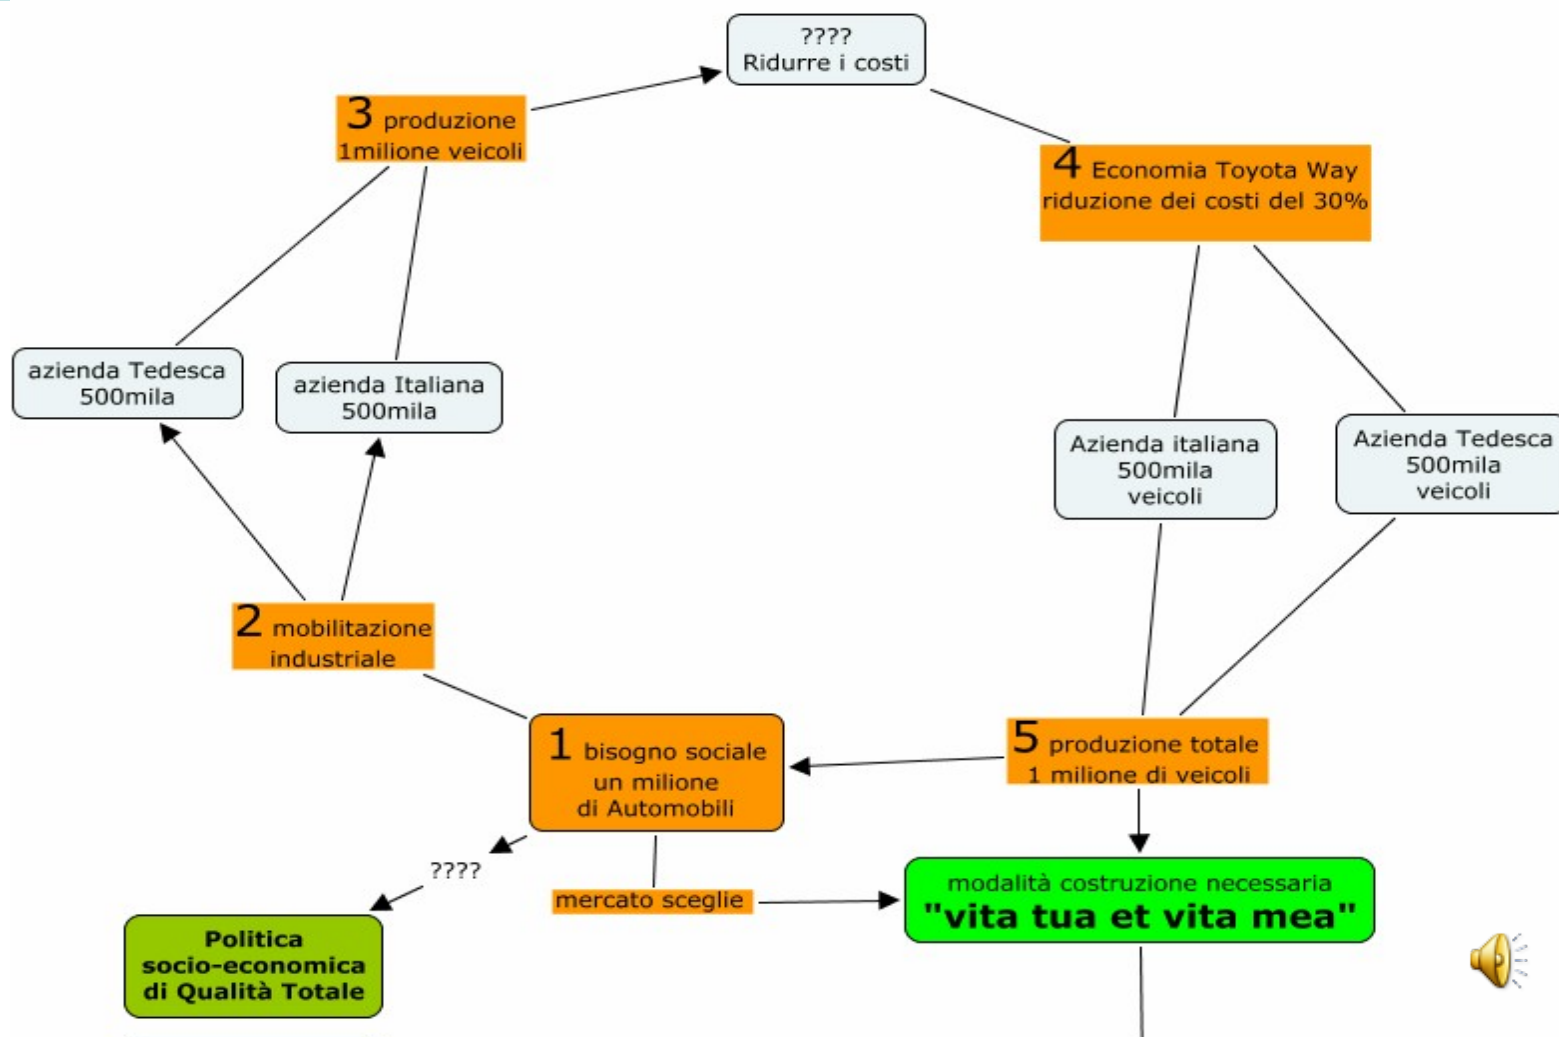 ????
Ridurre i costi
3 produzione
1milione veicoli
4 Economia Toyota Way
riduzione dei costi del 30%
azienda Tedesca
500mila
azienda Italiana
500mila
Azienda italiana
500mila
veicoli
Azienda Tedesca
500mila
veicoli
2 mobilitazione
industriale
1 bisogno sociale
un milione
di Automobili
5 produzione totale
1 milione di veicoli
????
mercato sceglie
modalità costruzione necessaria
"vita tua et vita mea"
Politica
socio-economica
di Qualità Totale